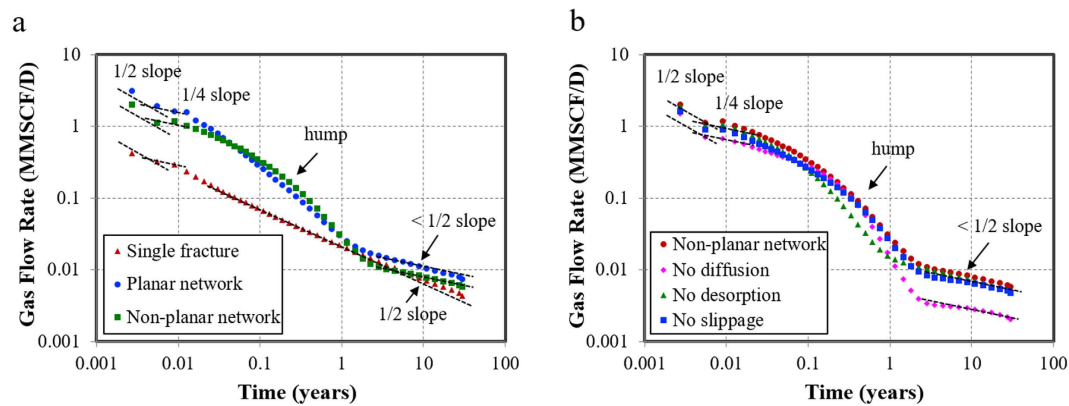 a
10
1
0.1
0.01
0.001
0.001
0.01
0.1
1
10
100
Gas Flow Rate (MMSCF/D)
Time (years)
1/2 slope
1/4 slope
hump
< 1/2 slope
1/2 slope
Single fracture
Planar network
Non-planar network
b
10
1
0.1
0.01
0.001
0.001
0.01
0.1
1
10
100
Gas Flow Rate (MMSCF/D)
Time (years)
1/2 slope
1/4 slope
hump
< 1/2 slope
Non-planar network
No diffusion
No desorption
No slippage